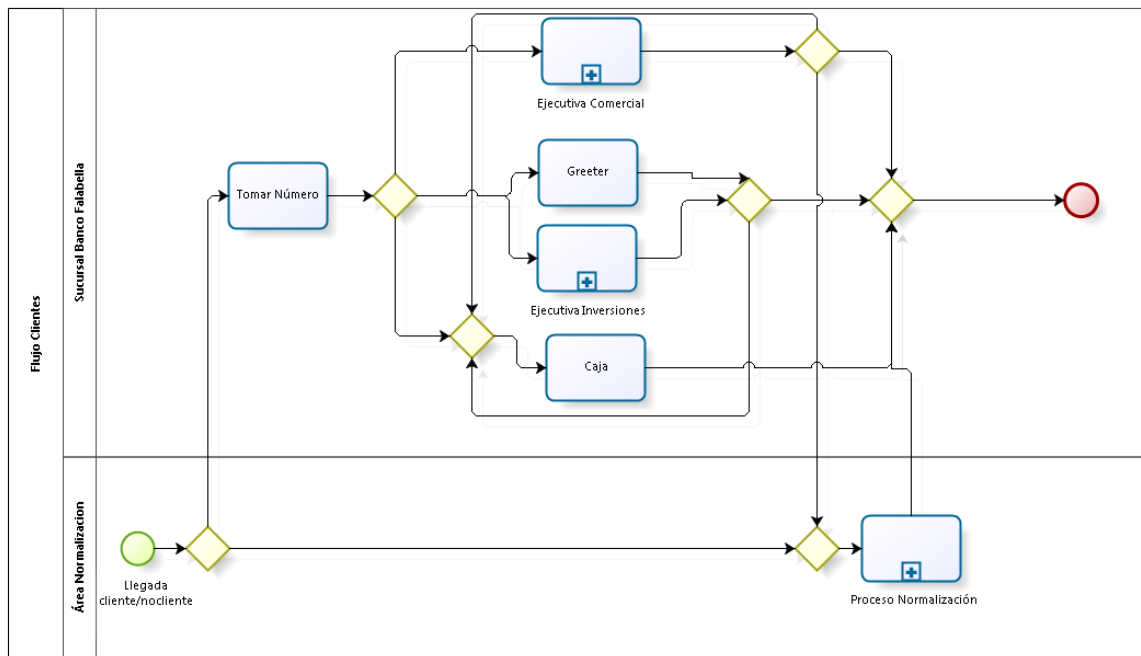 Flujo Clientes
Sucursal Banco Falabella
Ejecutiva Comercial
Greeter
Tomar Número
Ejecutiva Inversiones
Caja
Área Normalizacion
Llegada
cliente/nocliente
Proceso Normalización